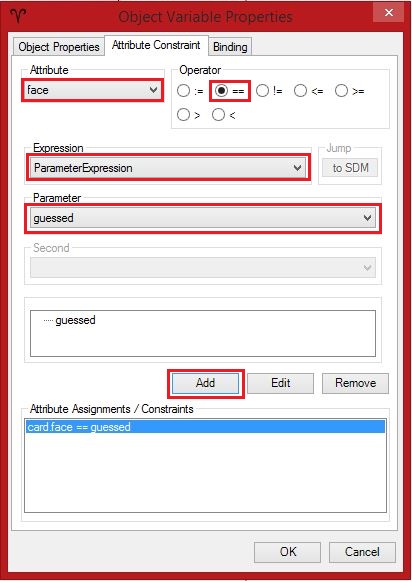 Object Variable Properties
Object Properties Attribute Constraint Binding
Attribute
face
Operator
:= == != <= >=
> <
Expression
ParameterExpression
Jump
to SDM
Parameter
guessed
Second
guessed
Add Edit Remove
Attribute Assignments / Constraints
card.face == guessed
OK Cancel